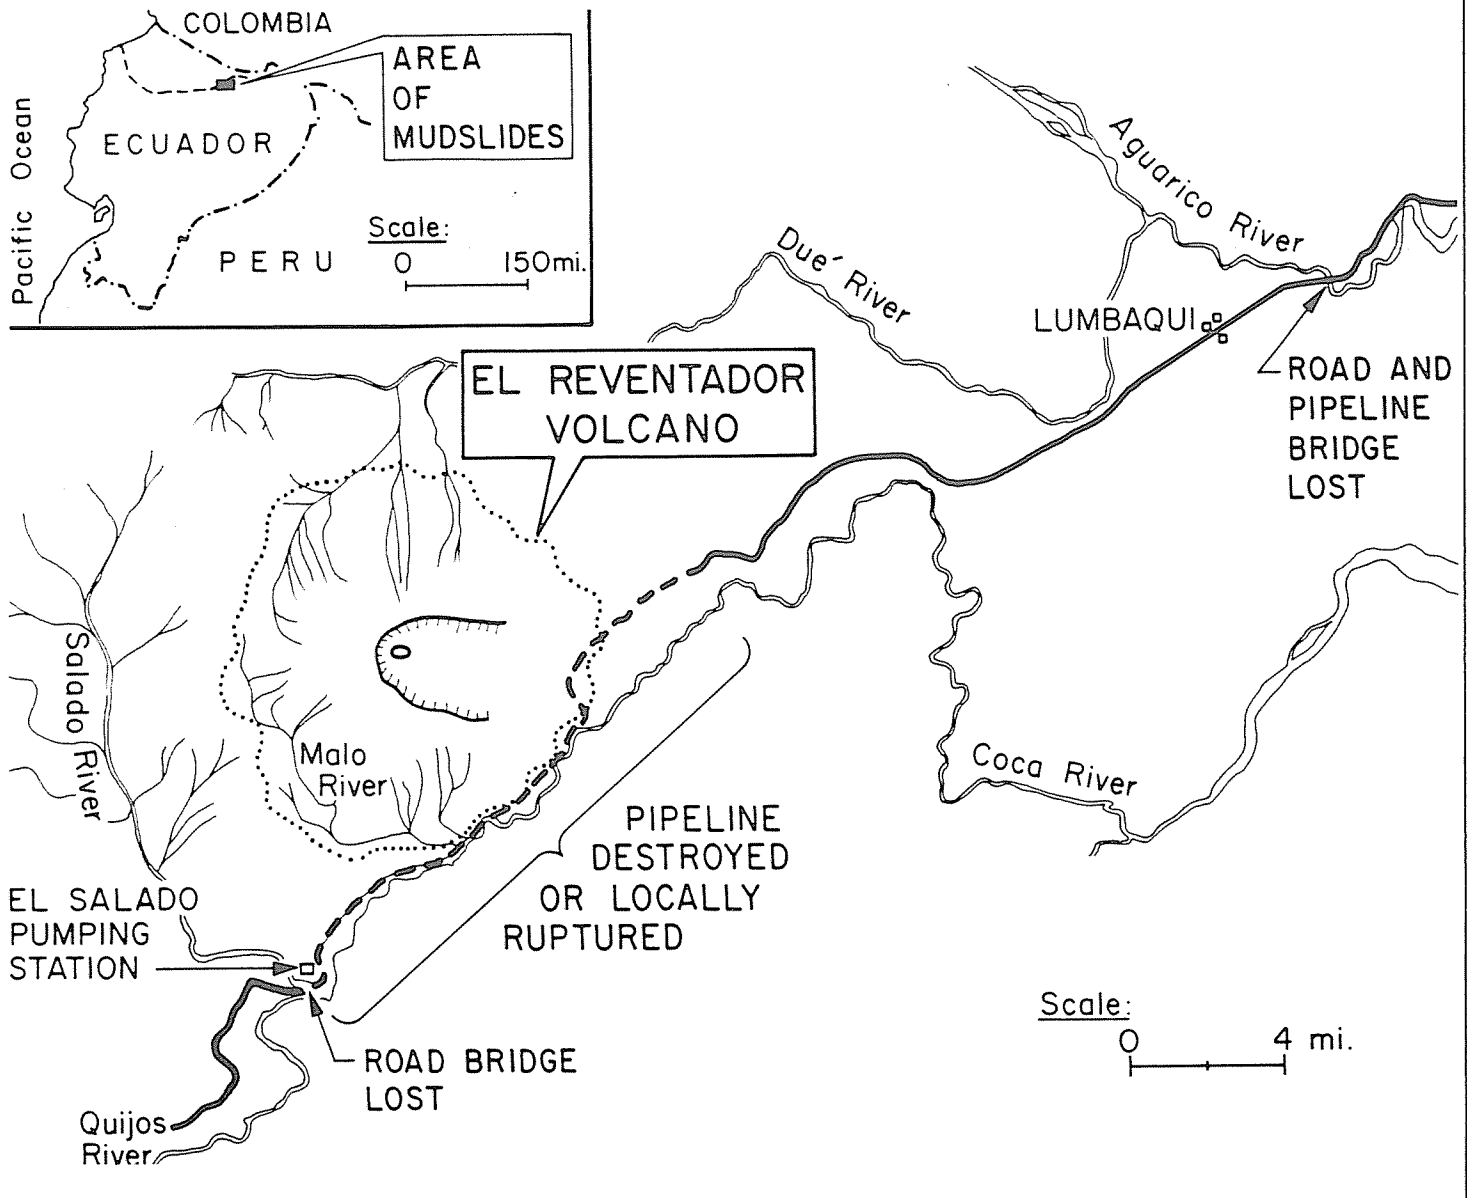 COLOMBIA
AREA
OF
MUDSLIDES
ECUADOR
Pacific Ocean
PERU
Scale:
0 150mi.
Aguarico River
Dué River
LUMBAQUI
ROAD AND
PIPELINE
BRIDGE
LOST
EL REVENTADOR
VOLCANO
Salado River
Malo
River
Coca River
PIPELINE
DESTROYED
OR LOCALLY
RUPTURED
EL SALADO
PUMPING
STATION
Scale:
0 4 mi.
ROAD BRIDGE
LOST
Quijos
River